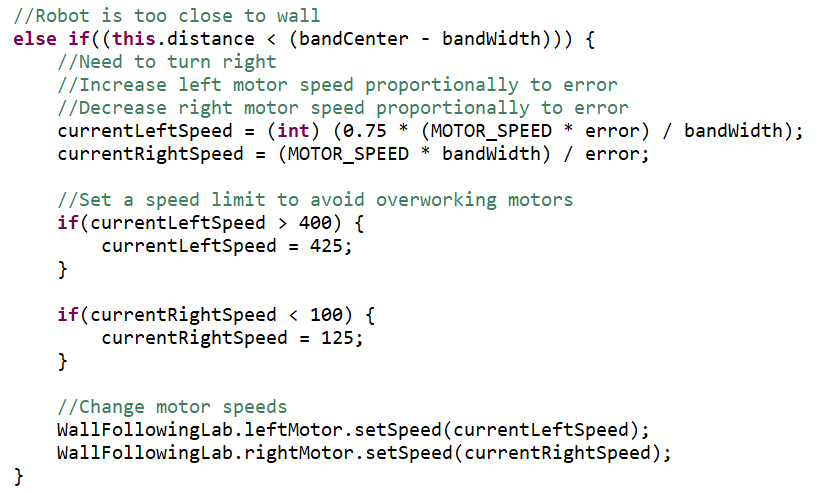 //Robot is too close to wall
else if((this.distance < (bandCenter - bandWidth))) {
    //Need to turn right
    //Increase left motor speed proportionally to error
    //Decrease right motor speed proportionally to error
    currentLeftSpeed = (int) (0.75 * (MOTOR_SPEED * error) / bandWidth);
    currentRightSpeed = (MOTOR_SPEED * bandWidth) / error;

    //Set a speed limit to avoid overworking motors
    if(currentLeftSpeed > 400) {
        currentLeftSpeed = 425;
    }

    if(currentRightSpeed < 100) {
        currentRightSpeed = 125;
    }

    //Change motor speeds
    WallFollowingLab.leftMotor.setSpeed(currentLeftSpeed);
    WallFollowingLab.rightMotor.setSpeed(currentRightSpeed);
}